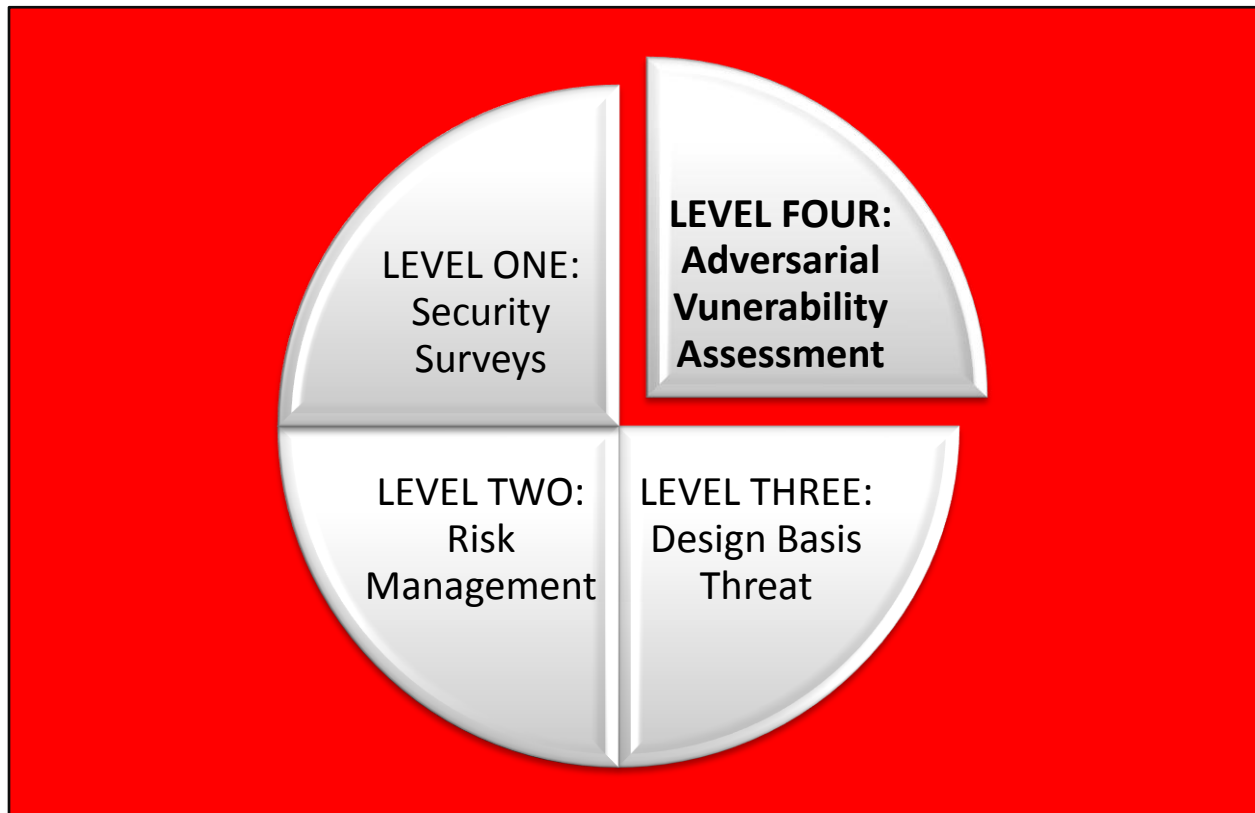 LEVEL ONE:
Security
Surveys
LEVEL FOUR:
Adversarial
Vunerability
Assessment
LEVEL TWO:
Risk
Management
LEVEL THREE:
Design Basis
Threat